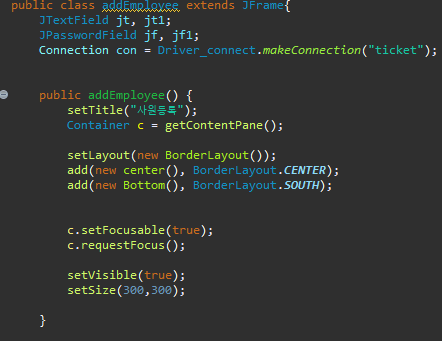 public class addEmployee extends JFrame{
JTextField jt, jt1;
JPasswordField jf, jf1;
Connection con = Driver_connect.makeConnection("ticket");
public addEmployee() {
setTitle("사원등록");
Container c = getContentPane();
setLayout(new BorderLayout());
add(new center(), BorderLayout.CENTER);
add(new Bottom(), BorderLayout.SOUTH);
c.setFocusable(true);
c.requestFocus();
setVisible(true);
setSize(300,300);
}